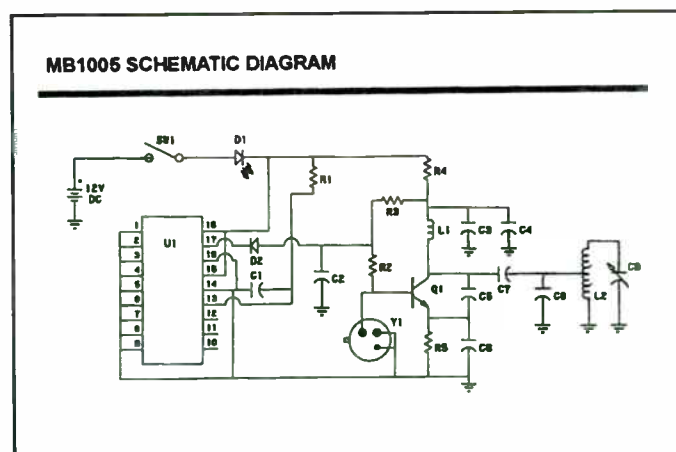 MB1005 SCHEMATIC DIAGRAM
SW1
D1
R1
R4
12V
DC
R3
1
U1
18
L1
C3
C4
2
17
3
16
D2
4
15
C1
C2
R2
5
14
Q1
C5
C7
6
13
C8
L2
C9
7
12
Y1
8
11
R5
C6
9
10